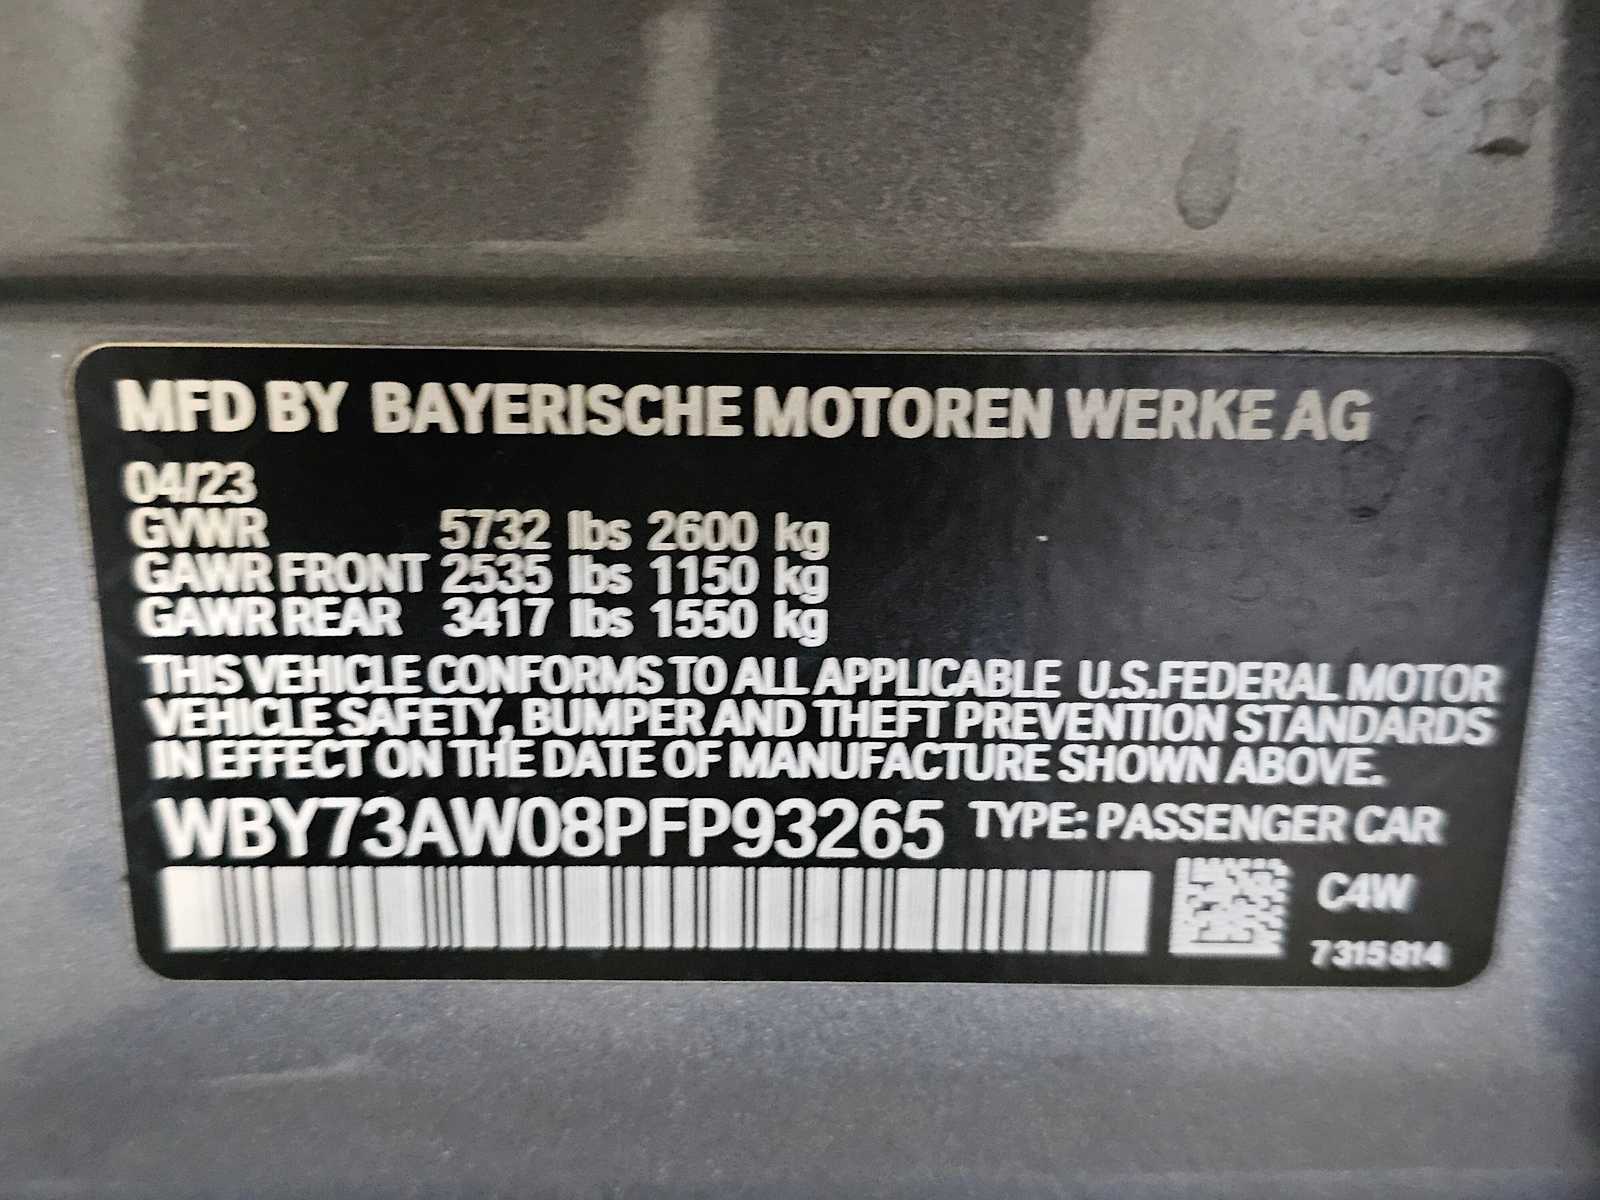 MFD BY BAYERISCHE MOTOREN WERKE AG
04/23
GVWR 5732 lbs 2600 kg
GAWR FRONT 2535 lbs 1150 kg
GAWR REAR 3417 lbs 1550 kg
THIS VEHICLE CONFORMS TO ALL APPLICABLE U.S.FEDERAL MOTOR
VEHICLE SAFETY, BUMPER AND THEFT PREVENTION STANDARDS
IN EFFECT ON THE DATE OF MANUFACTURE SHOWN ABOVE.
WBY73AW08PFP93265 TYPE: PASSENGER CAR
C4W
7315814